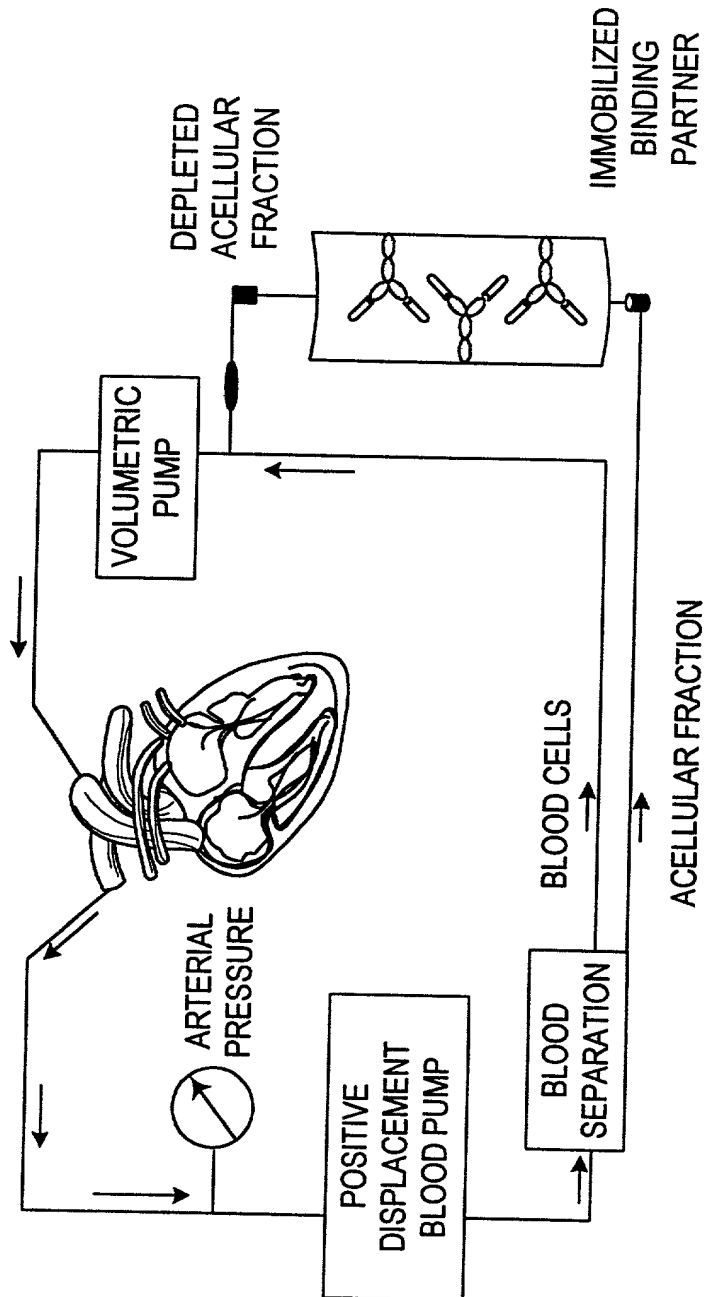 DEPLETED
ACELLULAR
FRACTION
VOLUMETRIC
PUMP
IMMOBILIZED
BINDING
PARTNER
ARTERIAL
PRESSURE
BLOOD CELLS
POSITIVE
DISPLACEMENT
BLOOD PUMP
BLOOD
SEPARATION
ACELLULAR FRACTION